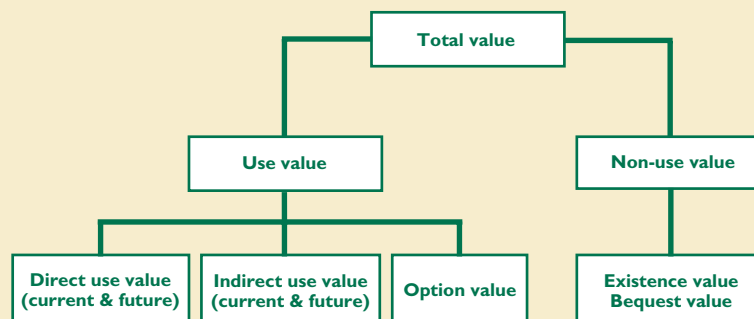 Total value
Use value
Non-use value
Direct use value
(current & future)
Indirect use value
(current & future)
Option value
Existence value
Bequest value